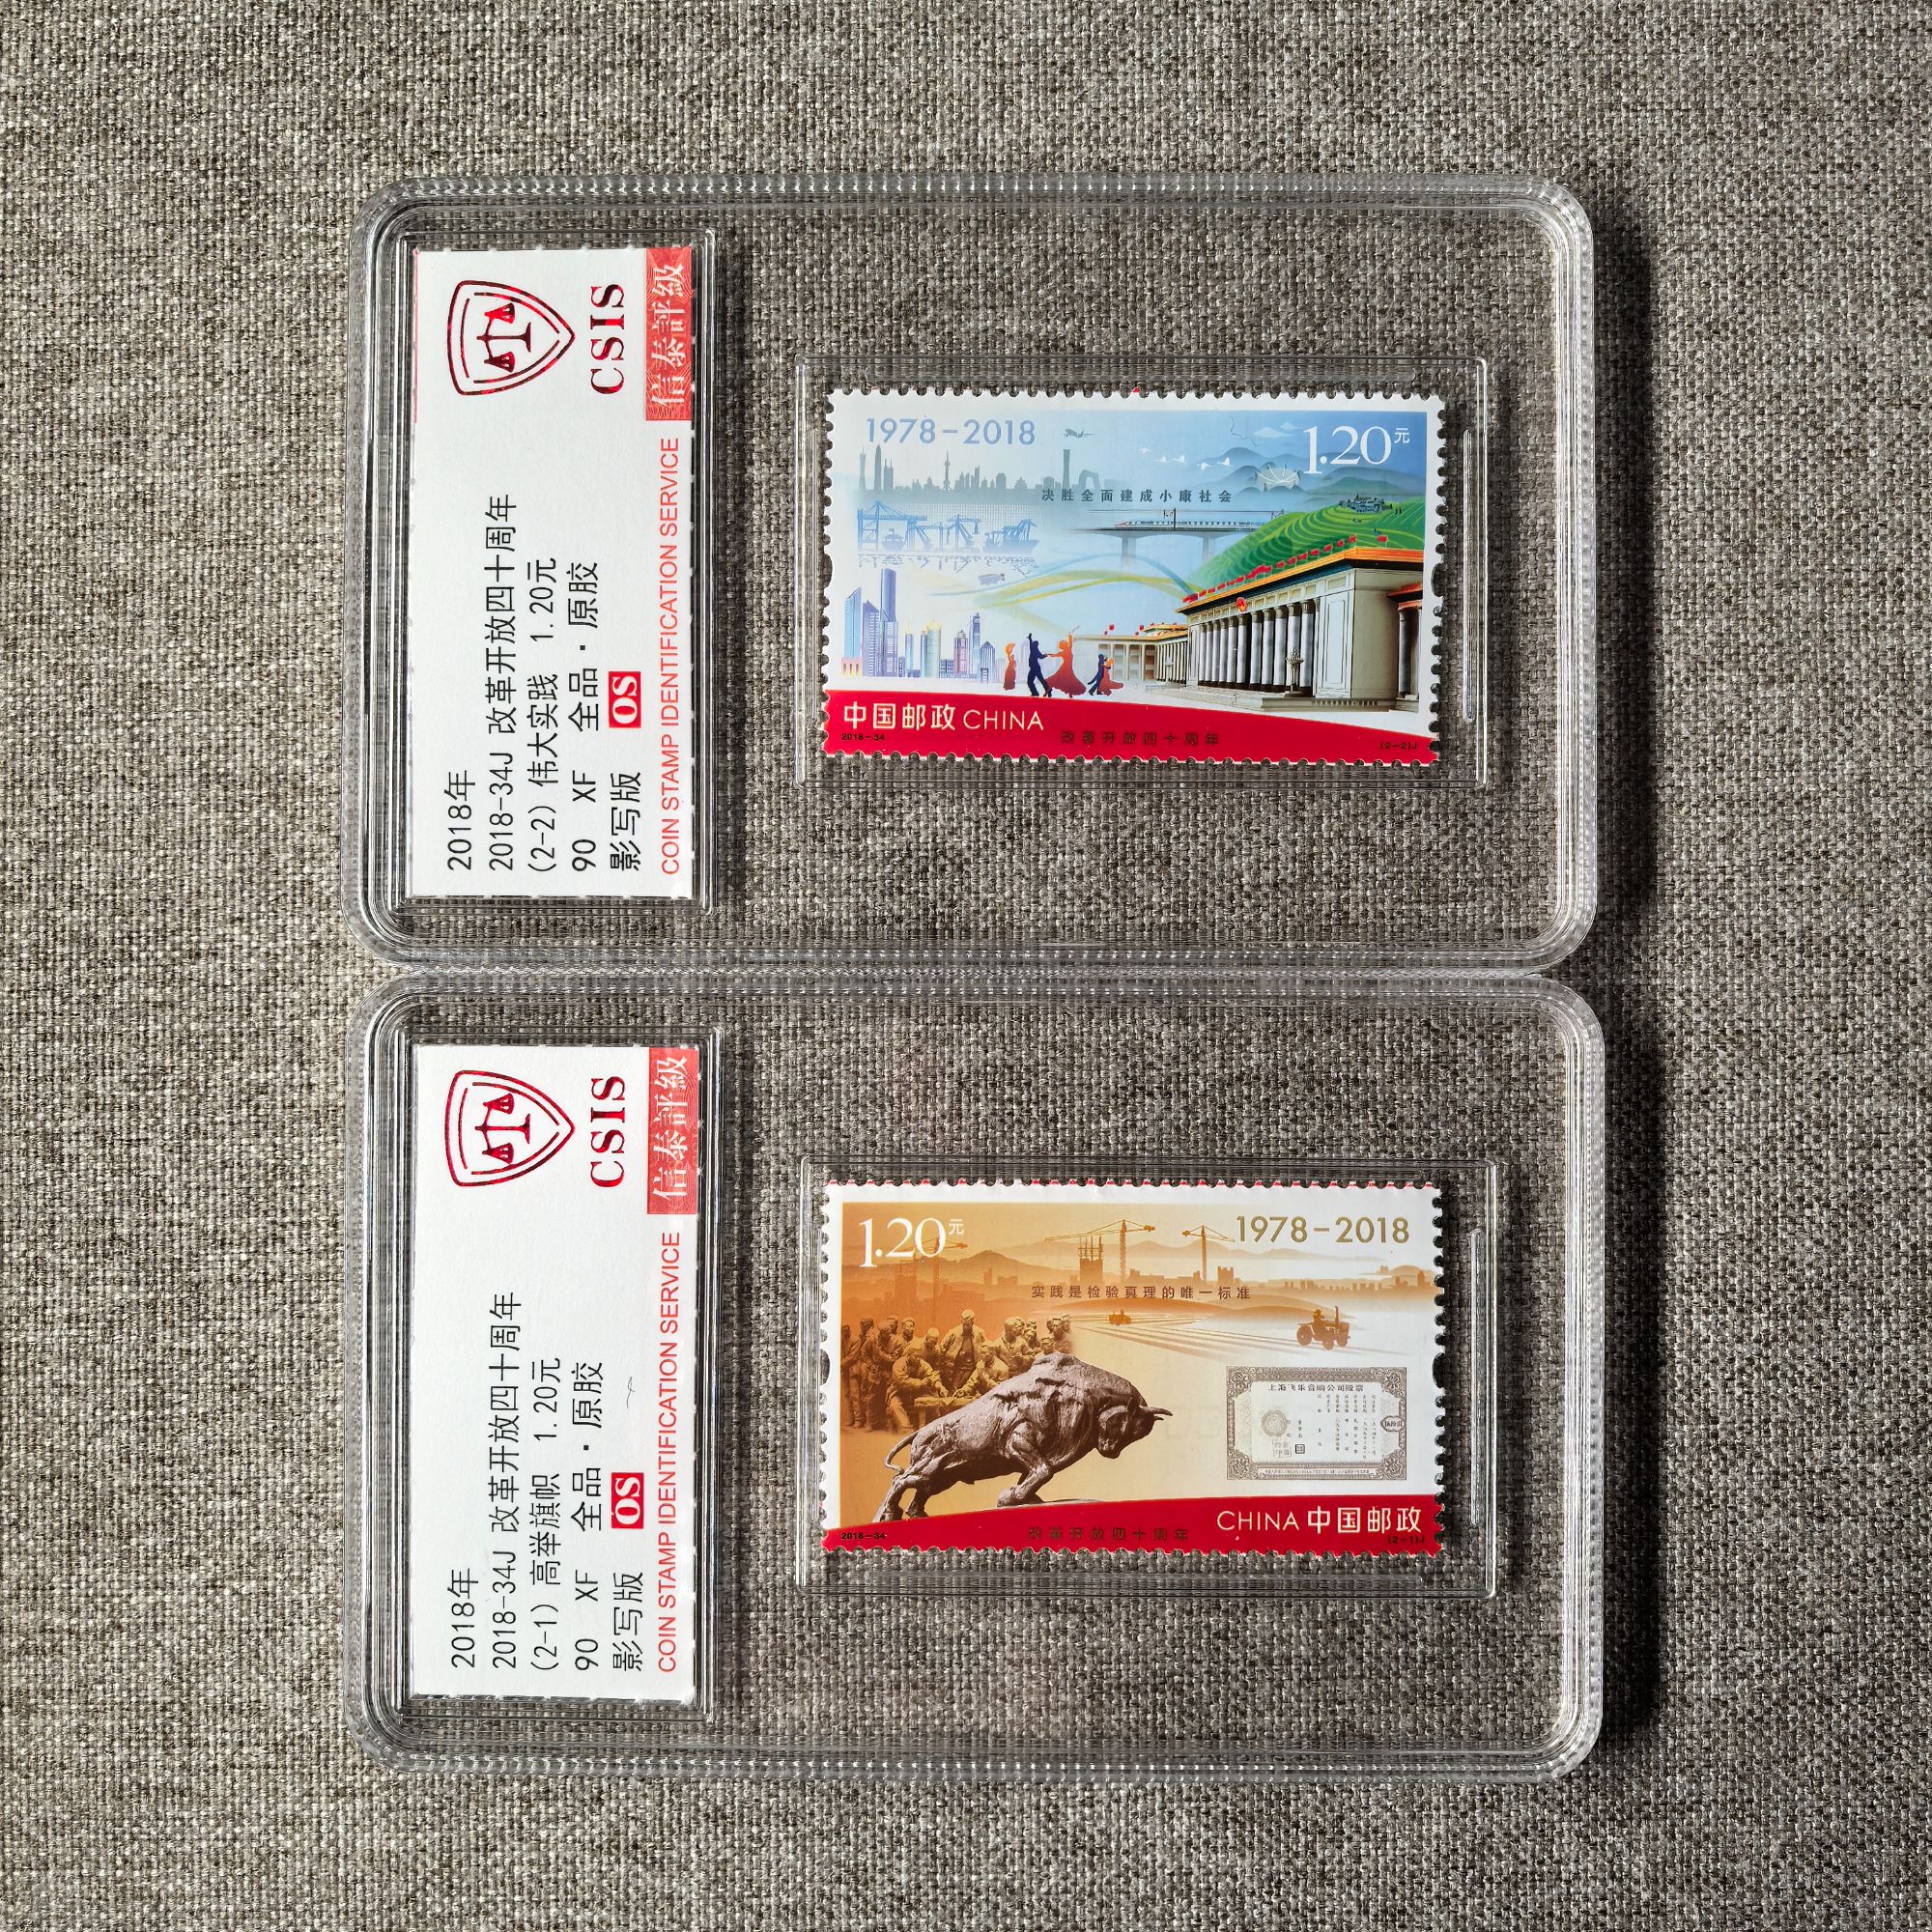 2018年
2018-34J 改革开放四十周年
(2-2) 伟大实践 1.20元
90 XF 全品·原胶
影写版 OS
COIN STAMP IDENTIFICATION SERVICE
CSIS
信泰評級
1978-2018
1.20元
决胜全面建成小康社会
中国邮政 CHINA
2018-34
改革开放四十周年
(2-2)J
2018年
2018-34J 改革开放四十周年
(2-1) 高举旗帜 1.20元
90 XF 全品·原胶
影写版 OS
COIN STAMP IDENTIFICATION SERVICE
CSIS
信泰評級
1.20元
1978-2018
实践是检验真理的唯一标准
上海飞乐音响公司股票
CHINA 中国邮政
2018-34
改革开放四十周年
(2-1)J